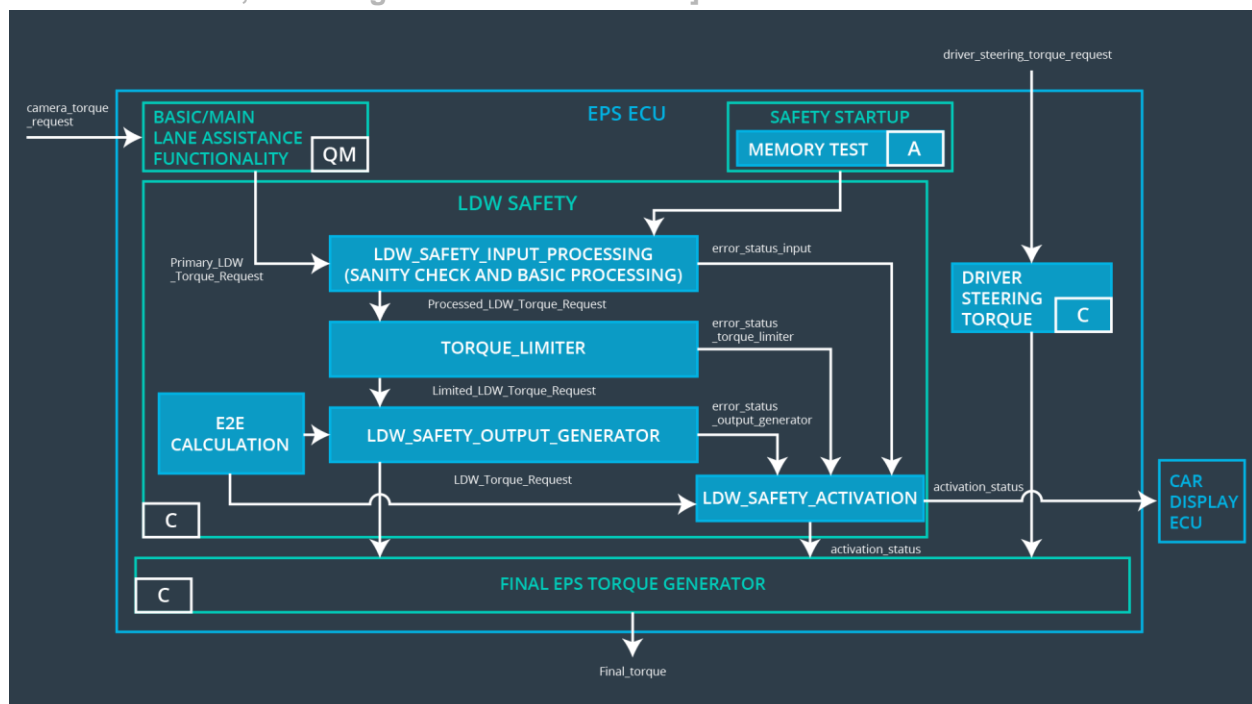 driver_steering_torque_request
camera_torque
_request
EPS ECU
BASIC/MAIN
LANE ASSISTANCE
FUNCTIONALITY
QM
SAFETY STARTUP
MEMORY TEST
A
LDW SAFETY
Primary_LDW
_Torque_Request
LDW_SAFETY_INPUT_PROCESSING
(SANITY CHECK AND BASIC PROCESSING)
error_status_input
DRIVER
STEERING
TORQUE
C
Processed_LDW_Torque_Request
TORQUE_LIMITER
error_status
_torque_limiter
Limited_LDW_Torque_Request
E2E
CALCULATION
LDW_SAFETY_OUTPUT_GENERATOR
error_status
_output_generator
LDW_Torque_Request
LDW_SAFETY_ACTIVATION
activation_status
CAR
DISPLAY
ECU
C
activation_status
FINAL EPS TORQUE GENERATOR
C
Final_torque